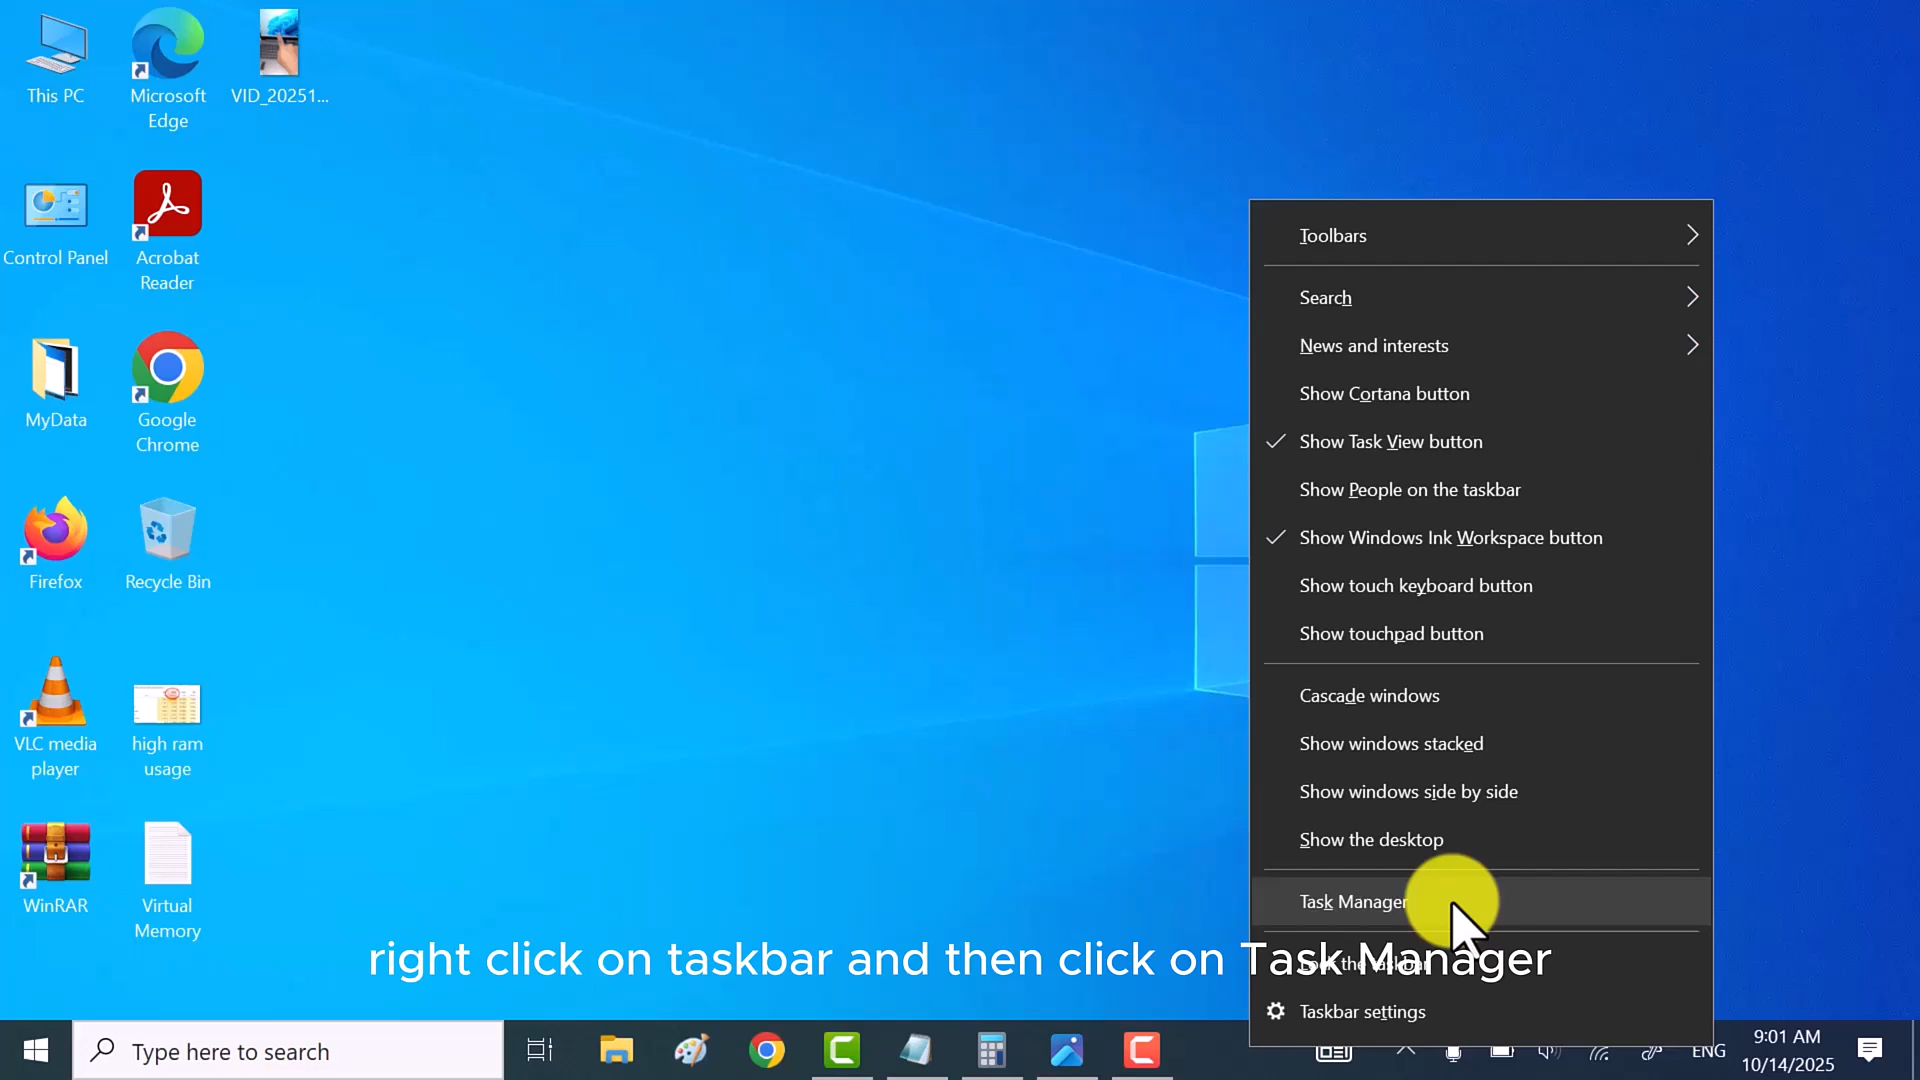 This PC
Microsoft
Edge
VID_20251...
Control Panel
Acrobat
Reader
MyData
Google
Chrome
Firefox
Recycle Bin
VLC media
player
high ram
usage
WinRAR
Virtual
Memory
Toolbars
Search
News and interests
Show Cortana button
Show Task View button
Show People on the taskbar
Show Windows Ink Workspace button
Show touch keyboard button
Show touchpad button
Cascade windows
Show windows stacked
Show windows side by side
Show the desktop
Task Manager
Lock the taskbar
Taskbar settings
right click on taskbar and then click on Task Manager
Type here to search
ENG
9:01 AM
10/14/2025